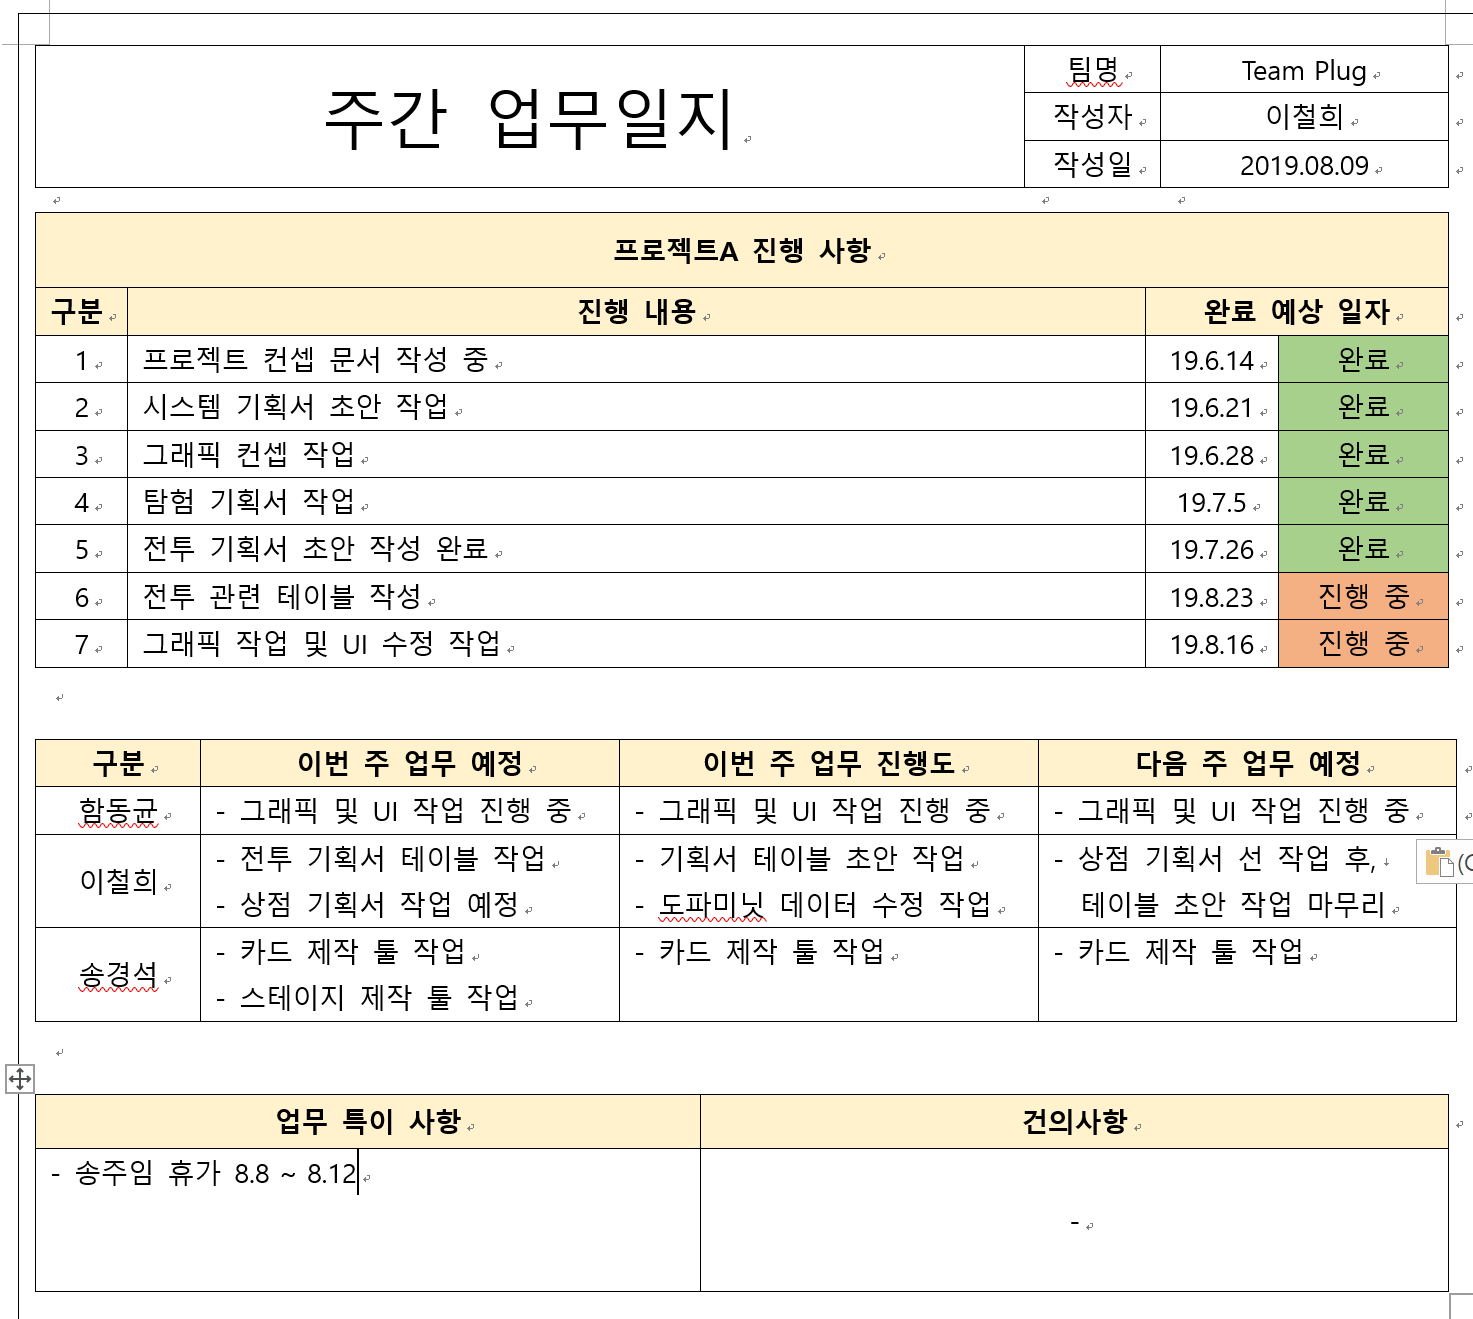 주간 업무일지
팀명 Team Plug
작성자 이철희
작성일 2019.08.09
프로젝트A 진행 사항
구분 진행 내용 완료 예상 일자
1 프로젝트 컨셉 문서 작성 중 19.6.14 완료
2 시스템 기획서 초안 작업 19.6.21 완료
3 그래픽 컨셉 작업 19.6.28 완료
4 탐험 기획서 작업 19.7.5 완료
5 전투 기획서 초안 작성 완료 19.7.26 완료
6 전투 관련 테이블 작성 19.8.23 진행 중
7 그래픽 작업 및 UI 수정 작업 19.8.16 진행 중
구분 이번 주 업무 예정 이번 주 업무 진행도 다음 주 업무 예정
함동균 - 그래픽 및 UI 작업 진행 중 - 그래픽 및 UI 작업 진행 중 - 그래픽 및 UI 작업 진행 중
이철희
- 전투 기획서 테이블 작업
- 상점 기획서 작업 예정
- 기획서 테이블 초안 작업
- 도파미닛 데이터 수정 작업
- 상점 기획서 선 작업 후,
테이블 초안 작업 마무리
송경석
- 카드 제작 툴 작업
- 스테이지 제작 툴 작업
- 카드 제작 툴 작업
- 카드 제작 툴 작업
업무 특이 사항 건의사항
- 송주임 휴가 8.8 ~ 8.12
-